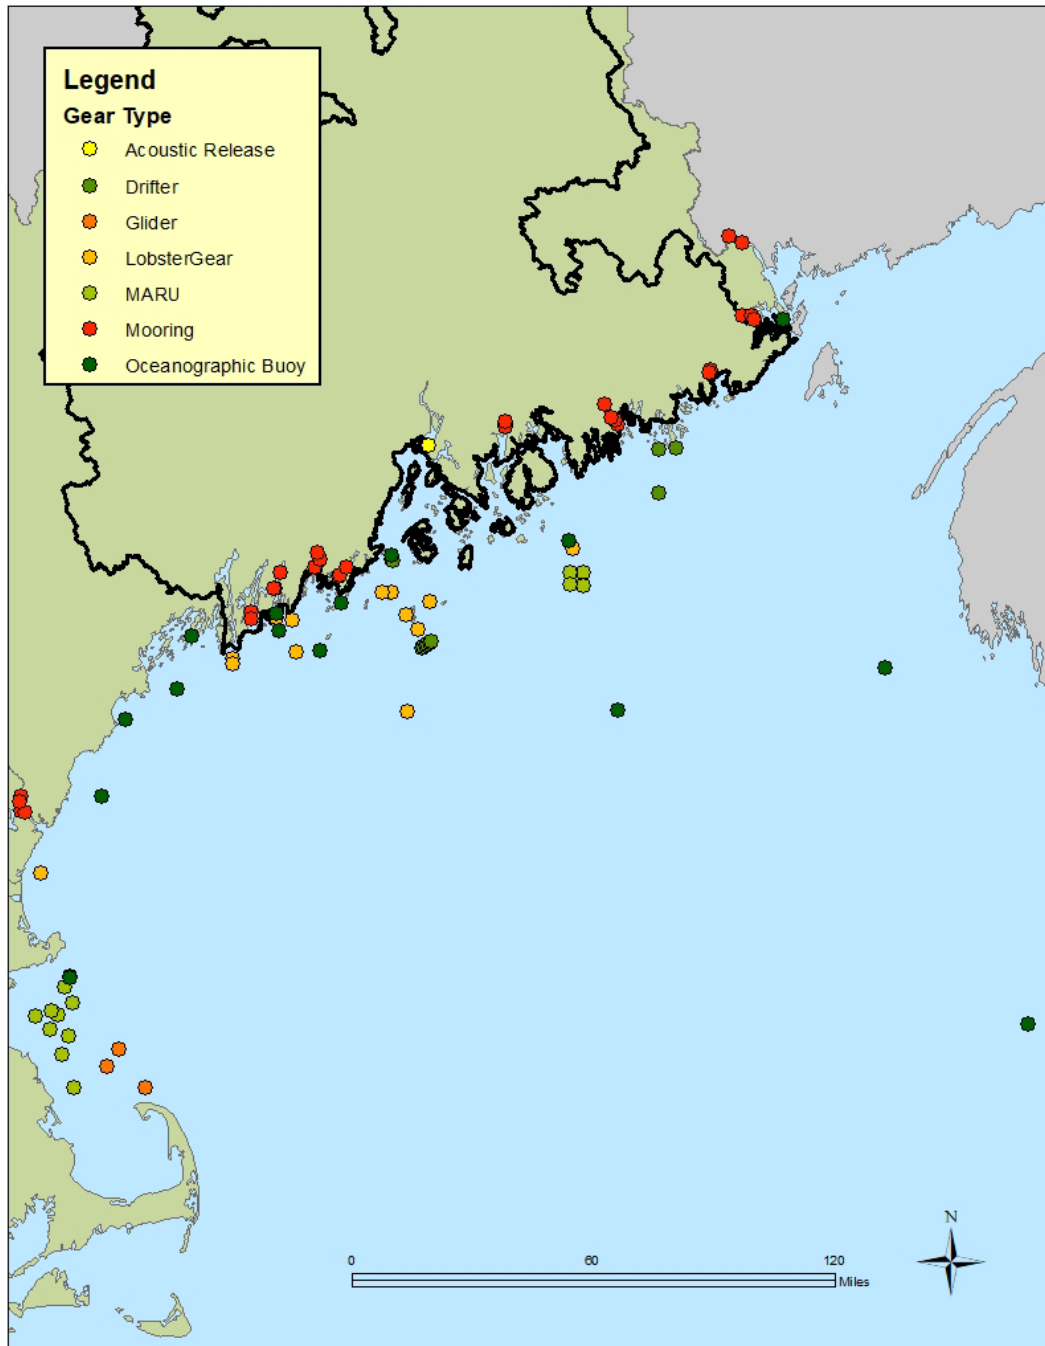 Legend
Gear Type
Acoustic Release
Drifter
Glider
LobsterGear
MARU
Mooring
Oceanographic Buoy
N
0 60 120
Miles